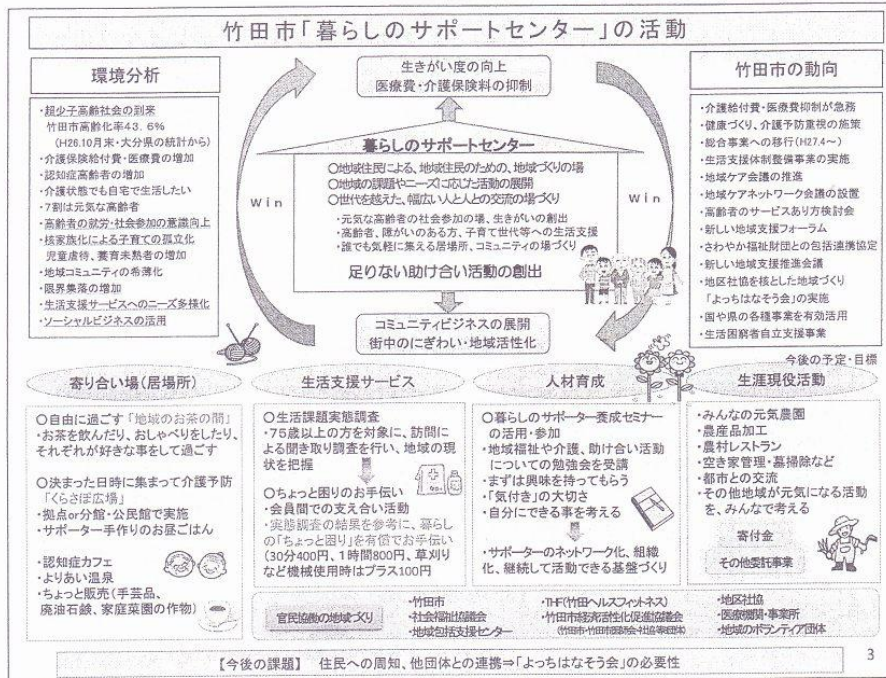 竹田市「暮らしのサポートセンター」の活動
環境分析
・超少子高齢社会の到来
竹田市高齢化率43.6%
(H26.10月末・大分県の統計から)
・介護保険給付費・医療費の増加
・認知症高齢者の増加
・介護状態でも自宅で生活したい
・7割は元気な高齢者
・高齢者の就労・社会参加の意識向上
・核家族化による子育ての孤立化
児童虐待、養育未熟者の増加
・地域コミュニティの希薄化
・限界集落の増加
・生活支援サービスへのニーズ多様化
・ソーシャルビジネスの活用
生きがい度の向上
医療費・介護保険料の抑制
Win
暮らしのサポートセンター
○地域住民による、地域住民のための、地域づくりの場
○地域の課題やニーズに応じた活動の展開
○世代を越えた、幅広い人と人との交流の場づくり
・元気な高齢者の社会参加の場、生きがいの創出
・高齢者、障がいのある方、子育て世代等への生活支援
・誰でも気軽に集える居場所、コミュニティの場づくり
足りない助け合い活動の創出
Win
コミュニティビジネスの展開
街中のにぎわい・地域活性化
竹田市の動向
・介護給付費・医療費抑制が急務
・健康づくり、介護予防重視の施策
・総合事業への移行(H27.4～)
・生活支援体制整備事業の実施
・地域ケア会議の推進
・地域ケアネットワーク会議の設置
・高齢者のサービスあり方検討会
・新しい地域支援フォーラム
・さわやか福祉財団との包括連携協定
・新しい地域支援推進会議
・地区社協を核とした地域づくり
「よっちはなそう会」の実施
・国や県の各種事業を有効活用
・生活困窮者自立支援事業
今後の予定・目標
寄り合い場(居場所)
○自由に過ごす「地域のお茶の間」
・お茶を飲んだり、おしゃべりをしたり、
それぞれが好きな事をして過ごす
○決まった日時に集まって介護予防
「くらさぽ広場」
・拠点or分館・公民館で実施
・サポーター手作りのお昼ごはん
・認知症カフェ
・よりあい温泉
・ちょっと販売(手芸品、
廃油石鹸、家庭菜園の作物)
生活支援サービス
○生活課題実態調査
・75歳以上の方を対象に、訪問によ
る聞き取り調査を行い、地域の現
状を把握
○ちょっと困りのお手伝い
・会員間での支え合い活動
・実態調査の結果を参考に、暮らし
の「ちょっと困り」を有償でお手伝い
(30分400円、1時間800円、草刈り
など機械使用時はプラス100円)
人材育成
○暮らしのサポーター養成セミナー
の活用・参加
・地域福祉や介護、助け合い活動
についての勉強会を受講
・まずは興味を持ってもらう
・「気付き」の大切さ
・自分にできる事を考える
・サポーターのネットワーク化、組織
化、継続して活動できる基盤づくり
生涯現役活動
・みんなの元気農園
・農産品加工
・農村レストラン
・空き家管理・墓掃除など
・都市との交流
・その他地域が元気になる活動
を、みんなで考える
寄付金
その他委託事業
官民協働の地域づくり
・竹田市
・社会福祉協議会
・地域包括支援センター
・THF(竹田ヘルスフィットネス)
・竹田市経済活性化促進協議会
・地区社協
・医療機関・事業所
・地域のボランティア団体
【今後の課題】 住民への周知、他団体との連携⇒「よっちはなそう会」の必要性
3